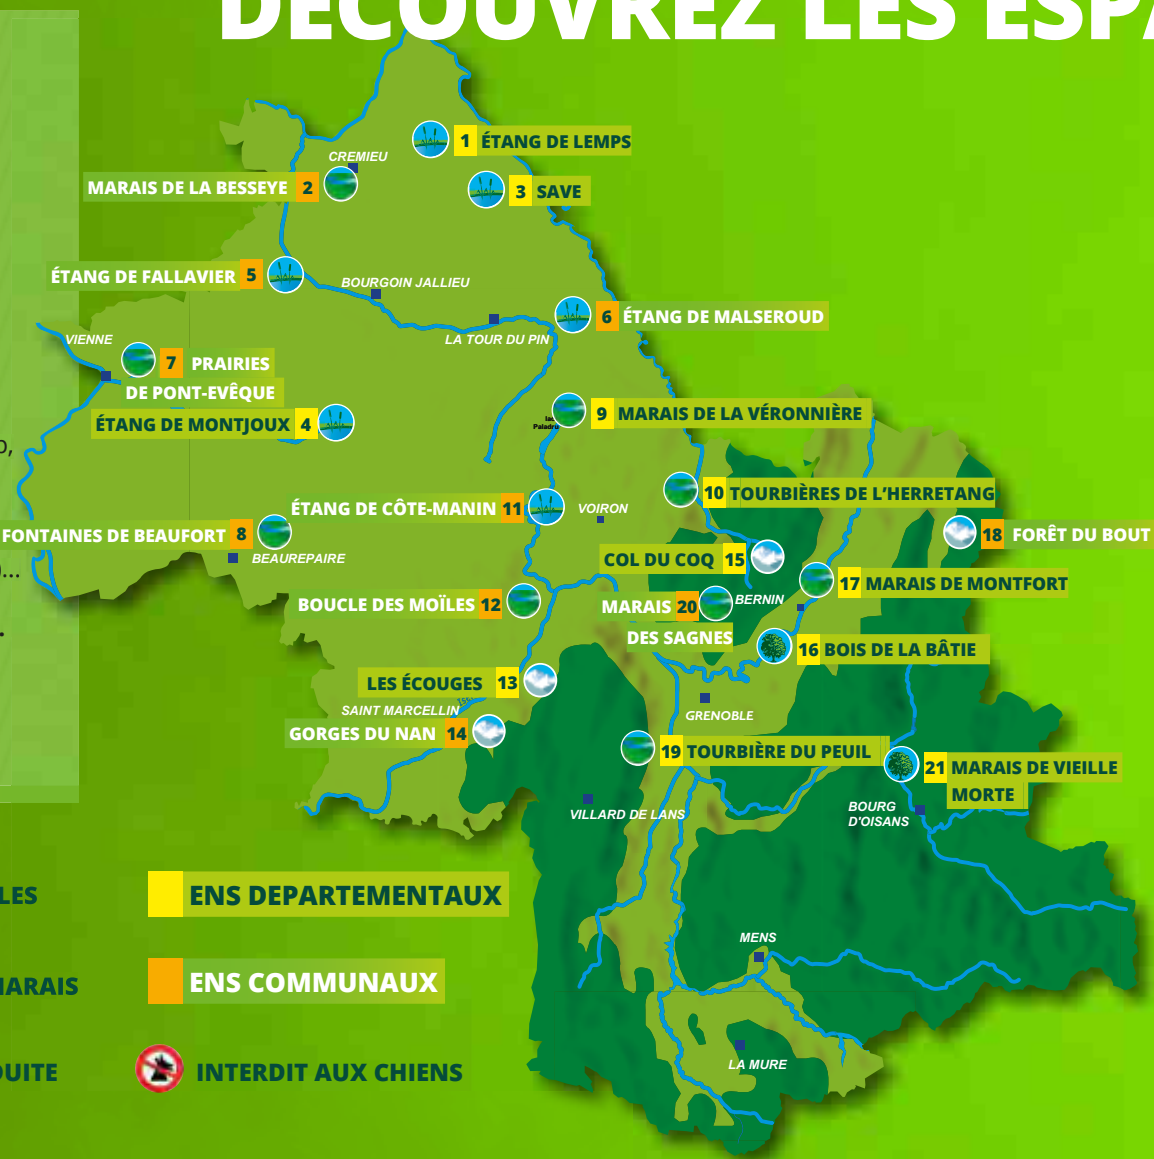 DÉCOUVREZ LES ESPA
1 ÉTANG DE LEMPS
CREMIEU
MARAIS DE LA BESSEYE 2
3 SAVE
ÉTANG DE FALLAVIER 5
BOURGOIN JALLIEU
6 ÉTANG DE MALSEROUD
VIENNE
LA TOUR DU PIN
7 PRAIRIES
DE PONT-EVÊQUE
9 MARAIS DE LA VÉRONNIÈRE
ÉTANG DE MONTJOUX 4
10 TOURBIÈRES DE L'HERRETANG
ÉTANG DE CÔTE-MANIN 11
VOIRON
FONTAINES DE BEAUFORT 8
18 FORÊT DU BOUT
BEAUREPAIRE
COL DU COQ 15
17 MARAIS DE MONTFORT
BOUCLE DES MOÏLES 12
MARAIS 20
DES SAGNES
BERNIN
16 BOIS DE LA BÂTIE
LES ÉCOUGES 13
SAINT MARCELLIN
GRENOBLE
GORGES DU NAN 14
19 TOURBIÈRE DU PEUIL
21 MARAIS DE VIEILLE
MORTE
VILLARD DE LANS
BOURG
D'OISANS
LES
ENS DEPARTEMENTAUX
MENS
MARAIS
ENS COMMUNAUX
LA MURE
UITE
INTERDIT AUX CHIENS